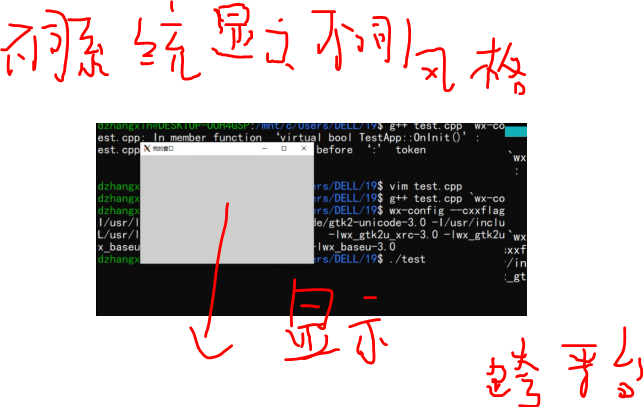 不同系统显示不同风格
dzhangxin@DESKTOP-UOH4GSP:/mnt/c/Users/DELL/19$ g++ test.cpp `wx-co
est.cpp: In member function ‘virtual bool TestApp::OnInit()’:
est.cpp
before ‘:’ token
我的窗口
`wx
:
dzhangx
ers/DELL/19$ vim test.cpp
dzhangx
ers/DELL/19$ g++ test.cpp `wx-co
dzhangx
ers/DELL/19$ wx-config --cxxflag
I/usr/l
de/gtk2-unicode-3.0 -I/usr/inclu
L/usr/l
-lwx_gtk2u_xrc-3.0 -lwx_gtk2u
`wx
x_baseu
-lwx_baseu-3.0
cxxf
dzhangx
ers/DELL/19$ ./test
/in
_gt
显示
跨平台